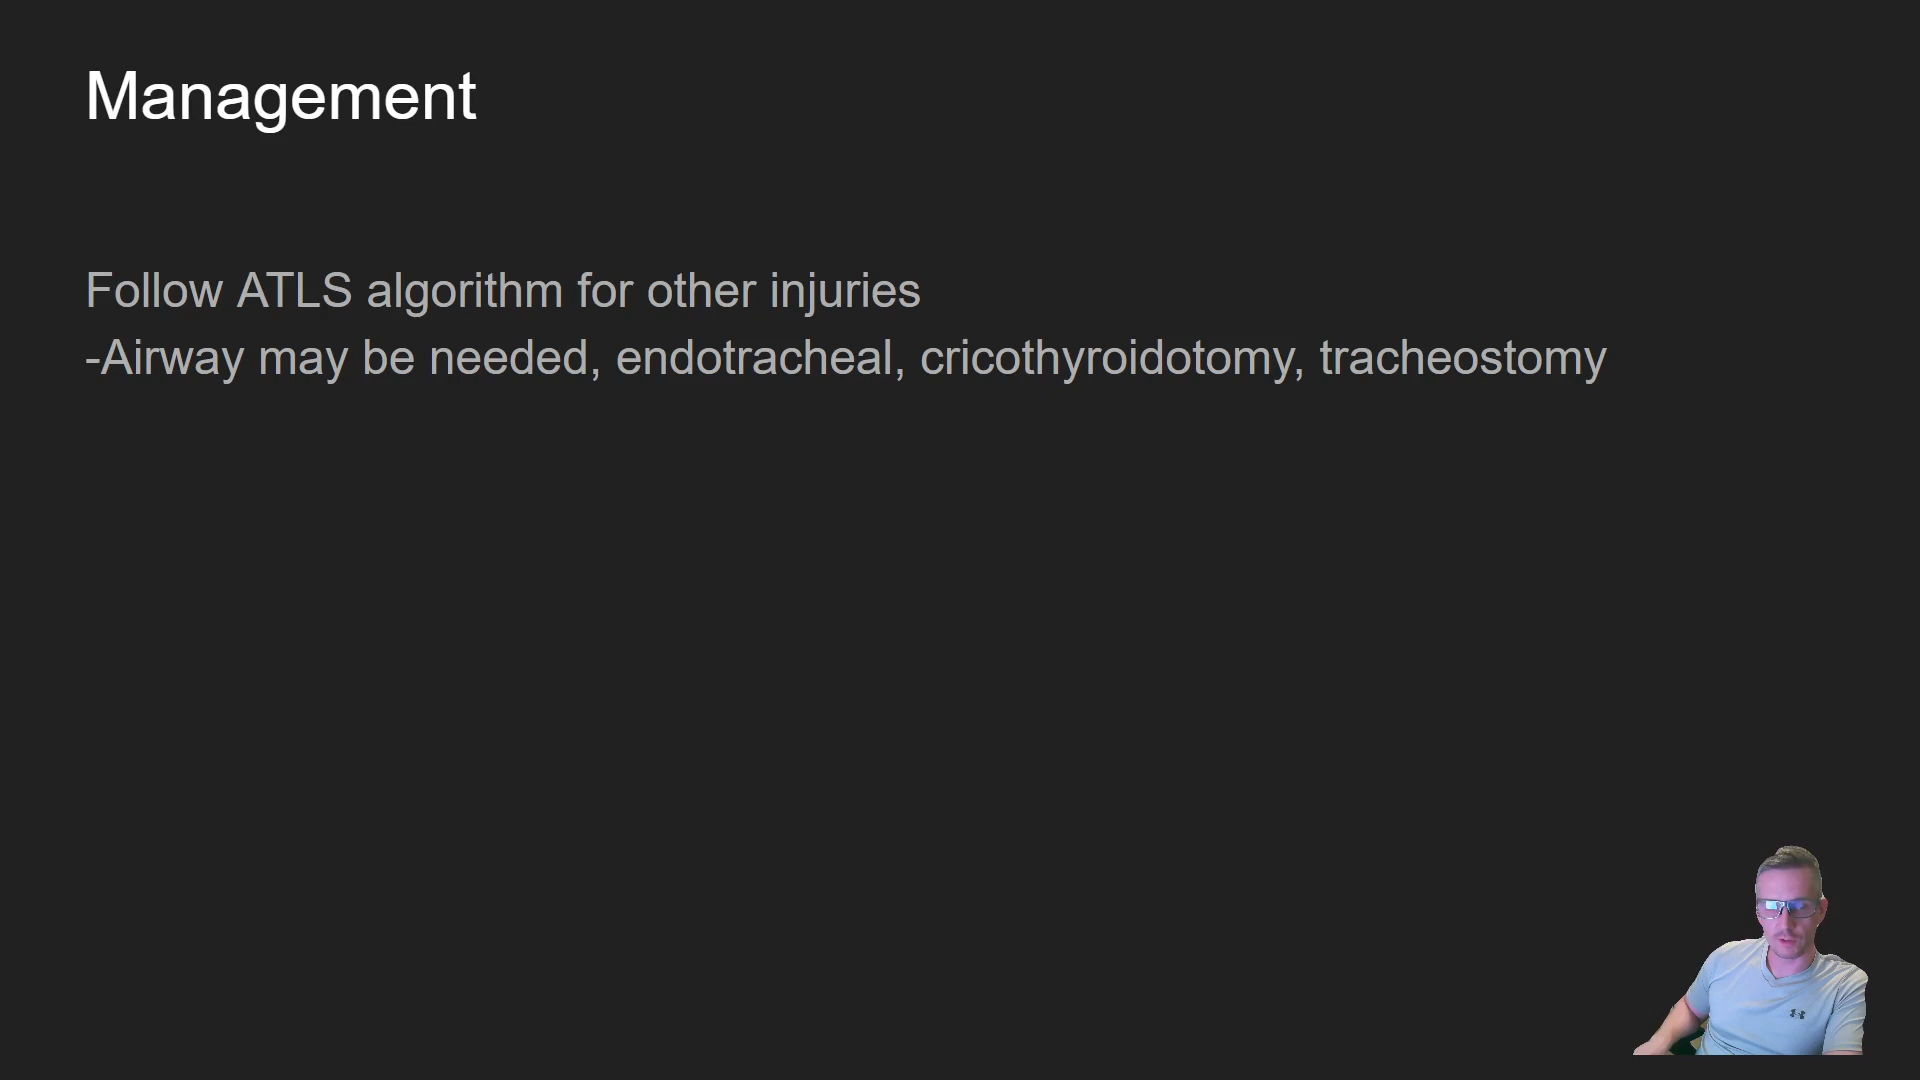 Management
Follow ATLS algorithm for other injuries
-Airway may be needed, endotracheal, cricothyroidotomy, tracheostomy